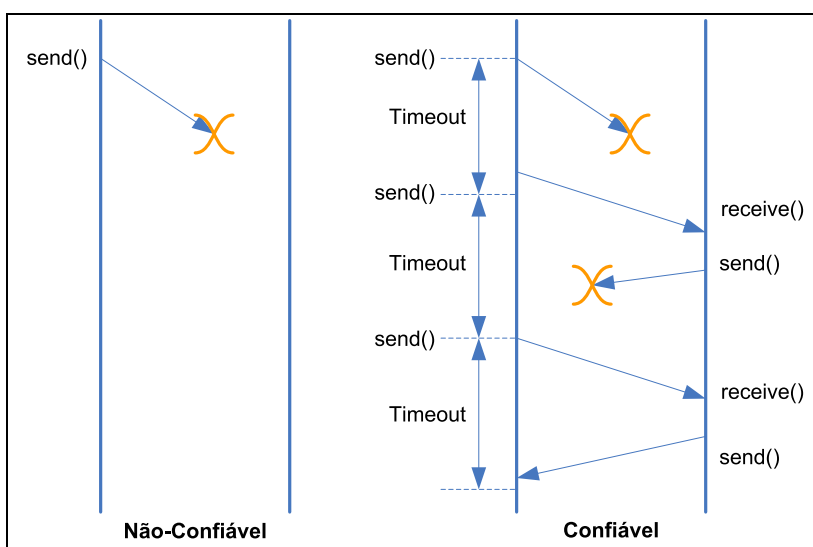 send()
Não-Confiável
send()
Timeout
send()
Timeout
send()
Timeout
receive()
send()
receive()
send()
Confiável